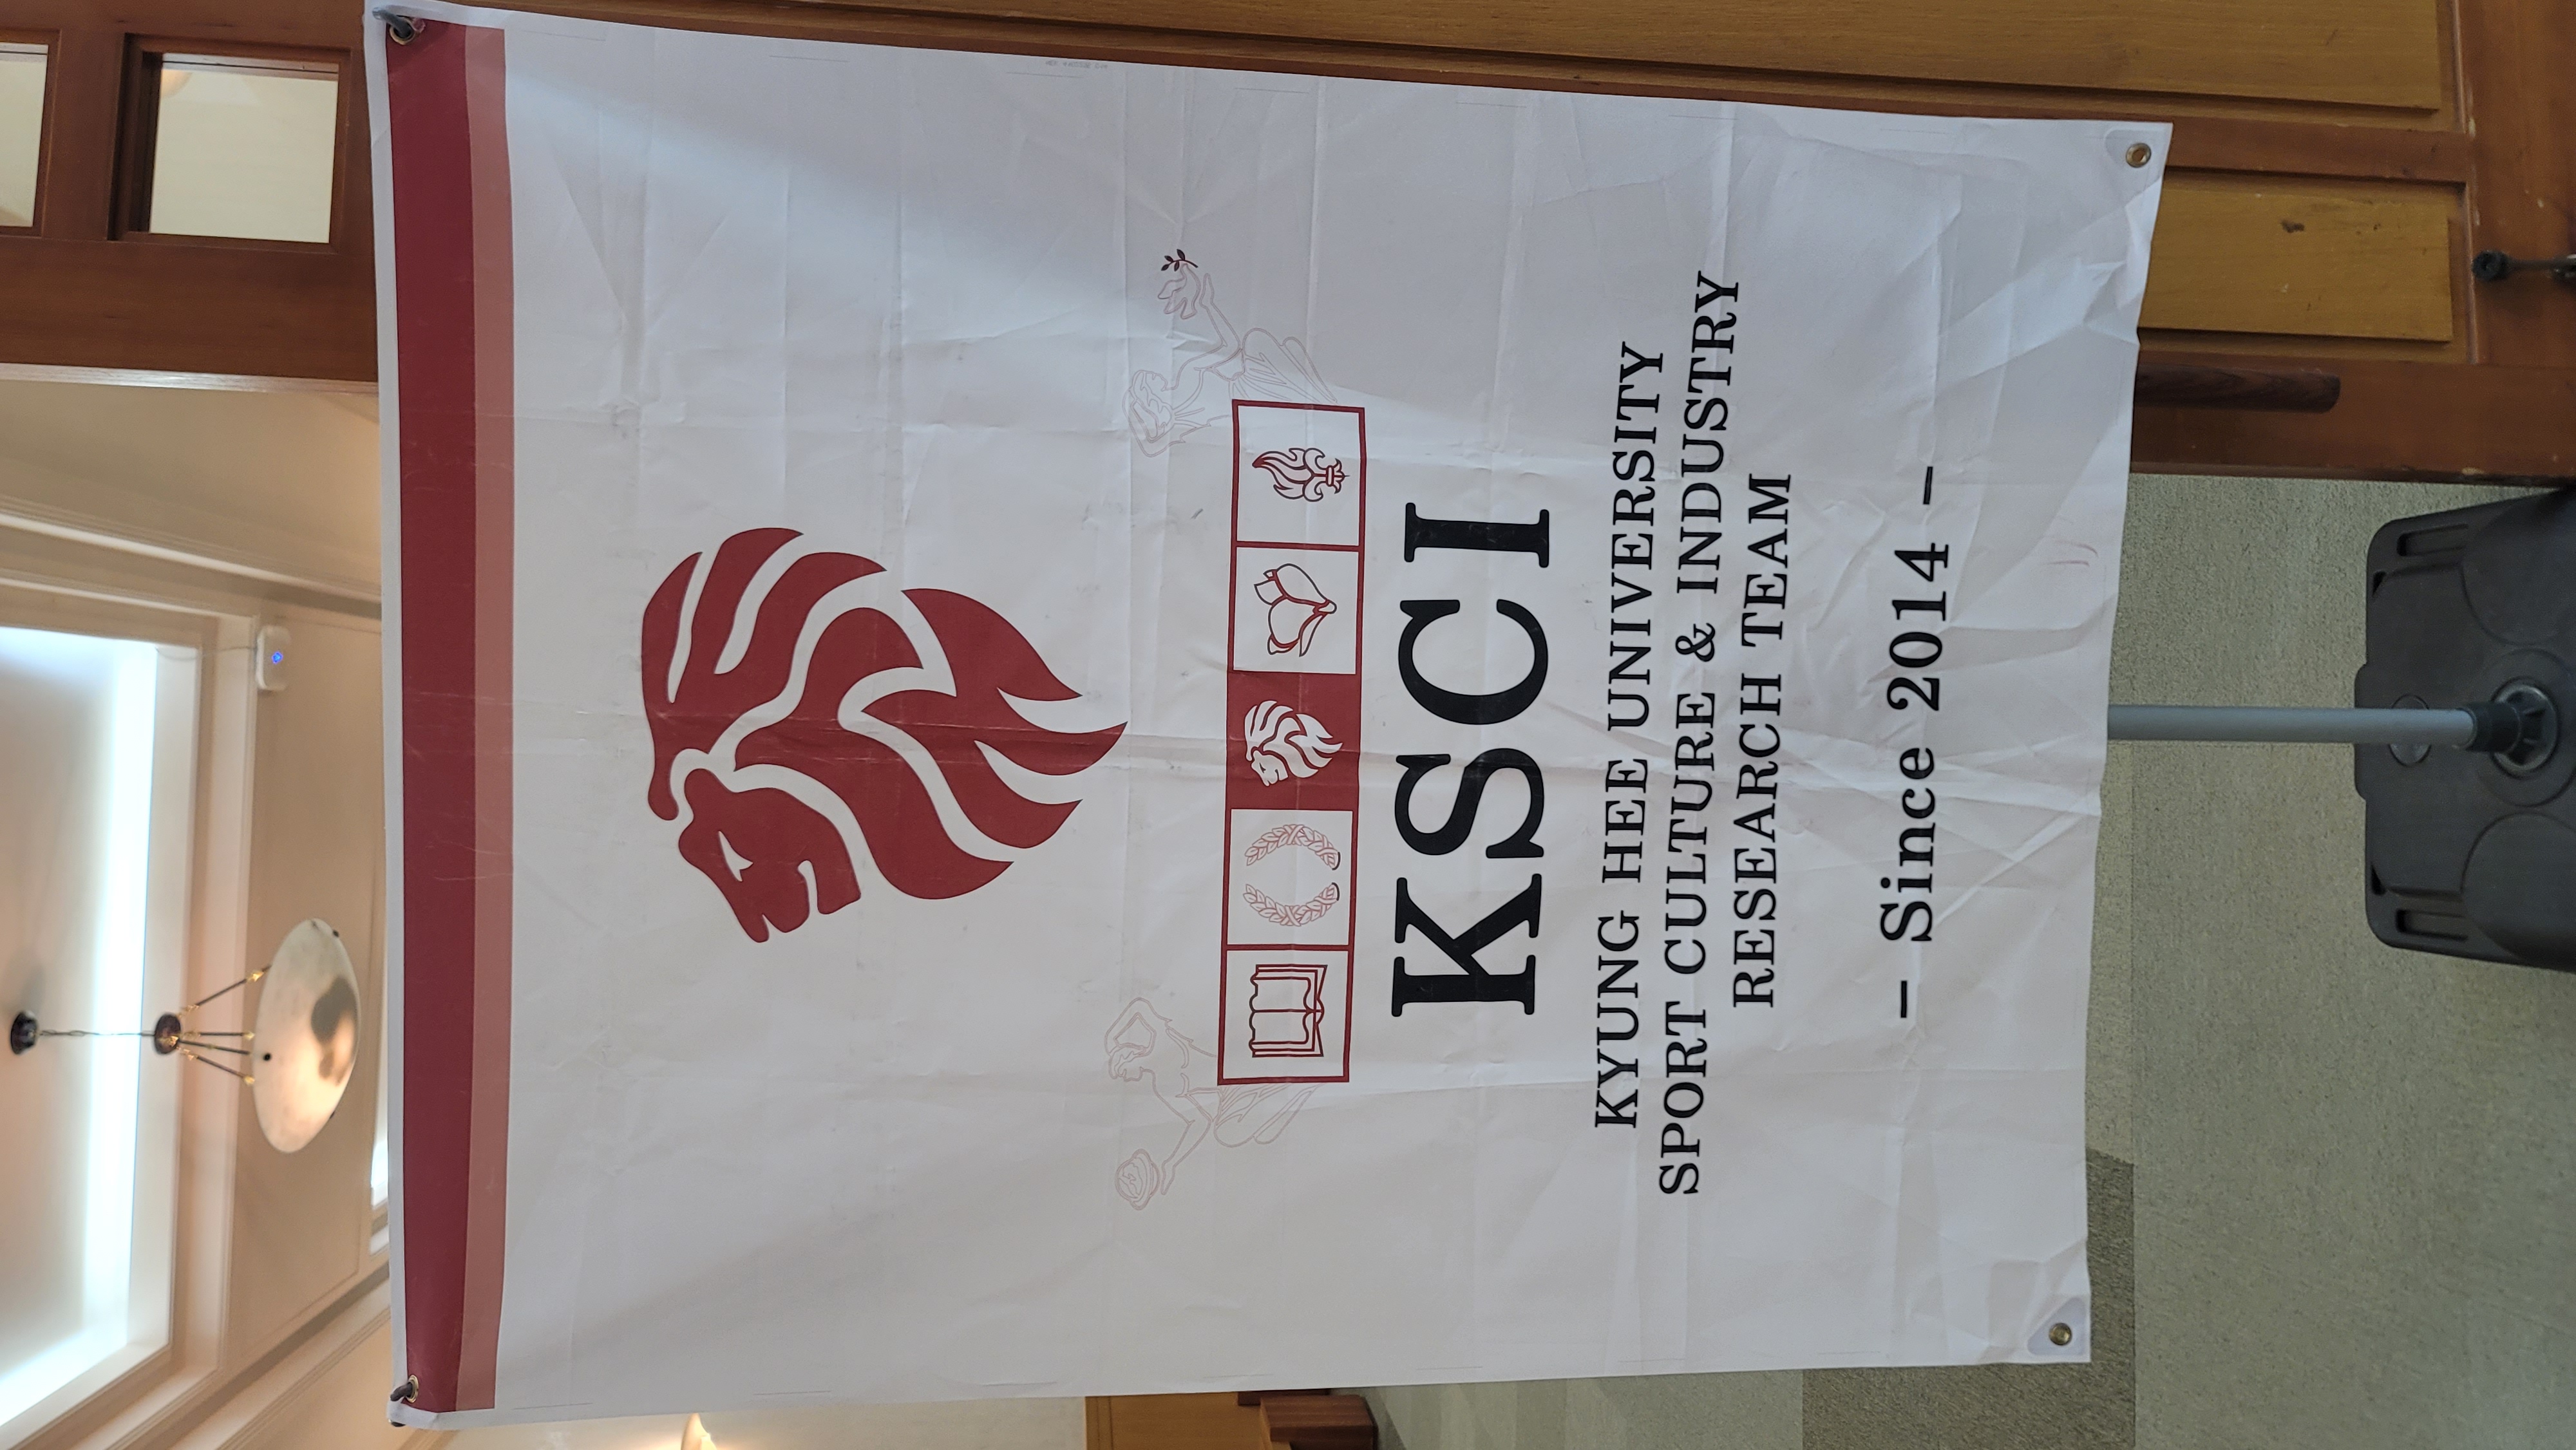 KSCI
KYUNG HEE UNIVERSITY
SPORT CULTURE & INDUSTRY
RESEARCH TEAM
– Since 2014 –